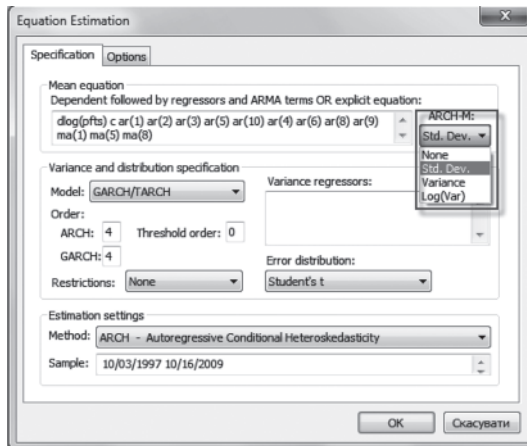 Equation Estimation
Specification Options
Mean equation
Dependent followed by regressors and ARMA terms OR explicit equation:
dlog(pfts) c ar(1) ar(2) ar(3) ar(5) ar(10) ar(4) ar(6) ar(8) ar(9)
ma(1) ma(5) ma(8)
ARCH-M:
Std. Dev.
None
Std. Dev.
Variance
Log(Var)
Variance and distribution specification
Model: GARCH/TARCH
Variance regressors:
Order:
ARCH: 4 Threshold order: 0
GARCH: 4
Error distribution:
Restrictions: None
Student's t
Estimation settings
Method: ARCH - Autoregressive Conditional Heteroskedasticity
Sample: 10/03/1997 10/16/2009
OK Скасувати